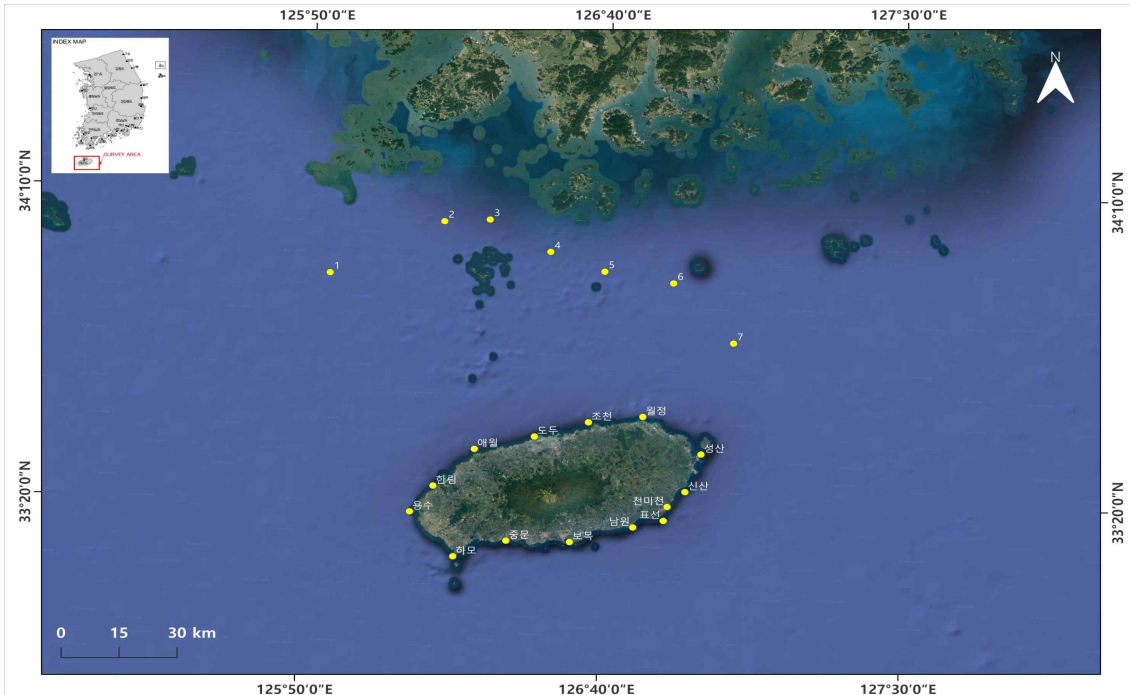 125°50'0"E
126°40'0"E
127°30'0"E
INDEX MAP
SURVEY AREA
N
34°10'0"N
34°10'0"N
2
3
4
1
5
6
7
월정
조천
도두
애월
성산
한림
신산
천미천
용수
표선
남원
중문
보목
하모
33°20'0"N
33°20'0"N
0 15 30 km
125°50'0"E
126°40'0"E
127°30'0"E